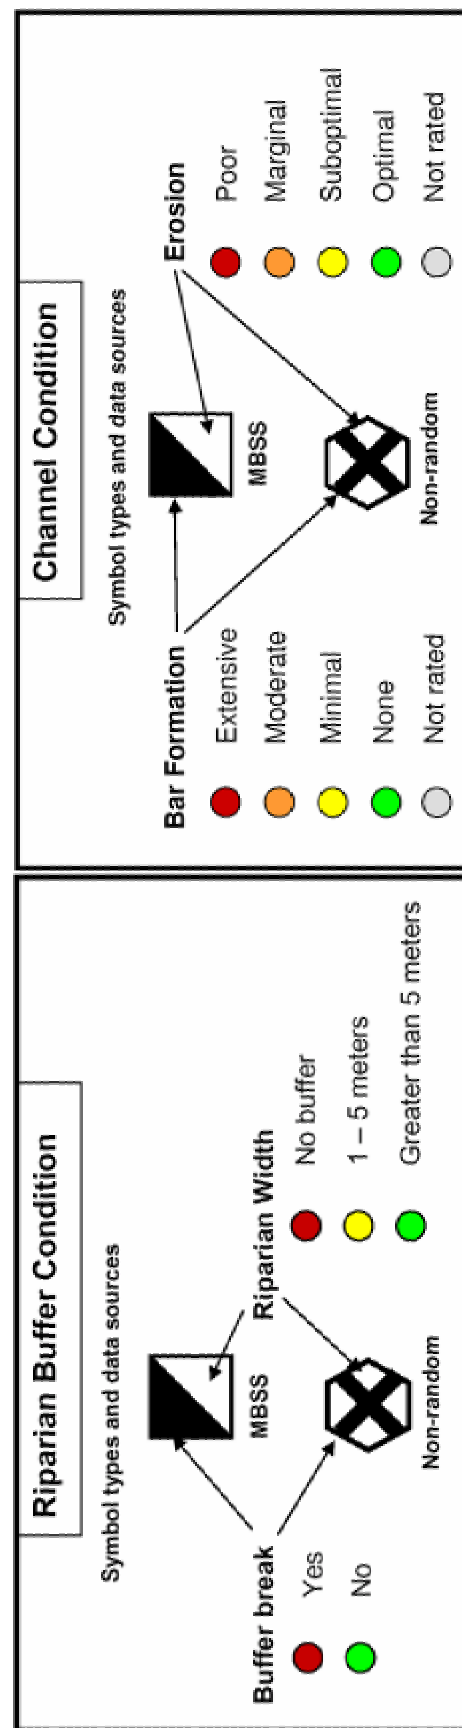 Riparian Buffer Condition
Symbol types and data sources
MBSS
Buffer break
Yes
No
Riparian Width
No buffer
1 – 5 meters
Greater than 5 meters
Non-random
Channel Condition
Symbol types and data sources
Bar Formation
Extensive
Moderate
Minimal
None
Not rated
MBSS
Erosion
Poor
Marginal
Suboptimal
Optimal
Not rated
Non-random